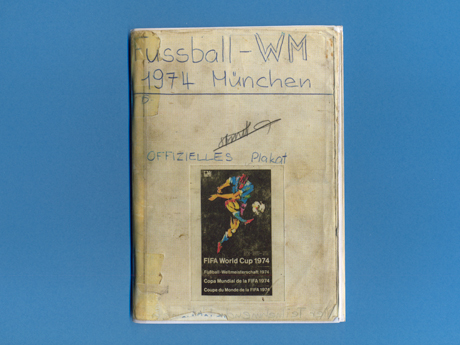 Fussball-WM
1974 München
OFFIZIELLES Plakat
FIFA World Cup 1974
Fußball-Weltmeisterschaft 1974
Copa Mundial de la FIFA 1974
Coupe du Monde de la FIFA 1974